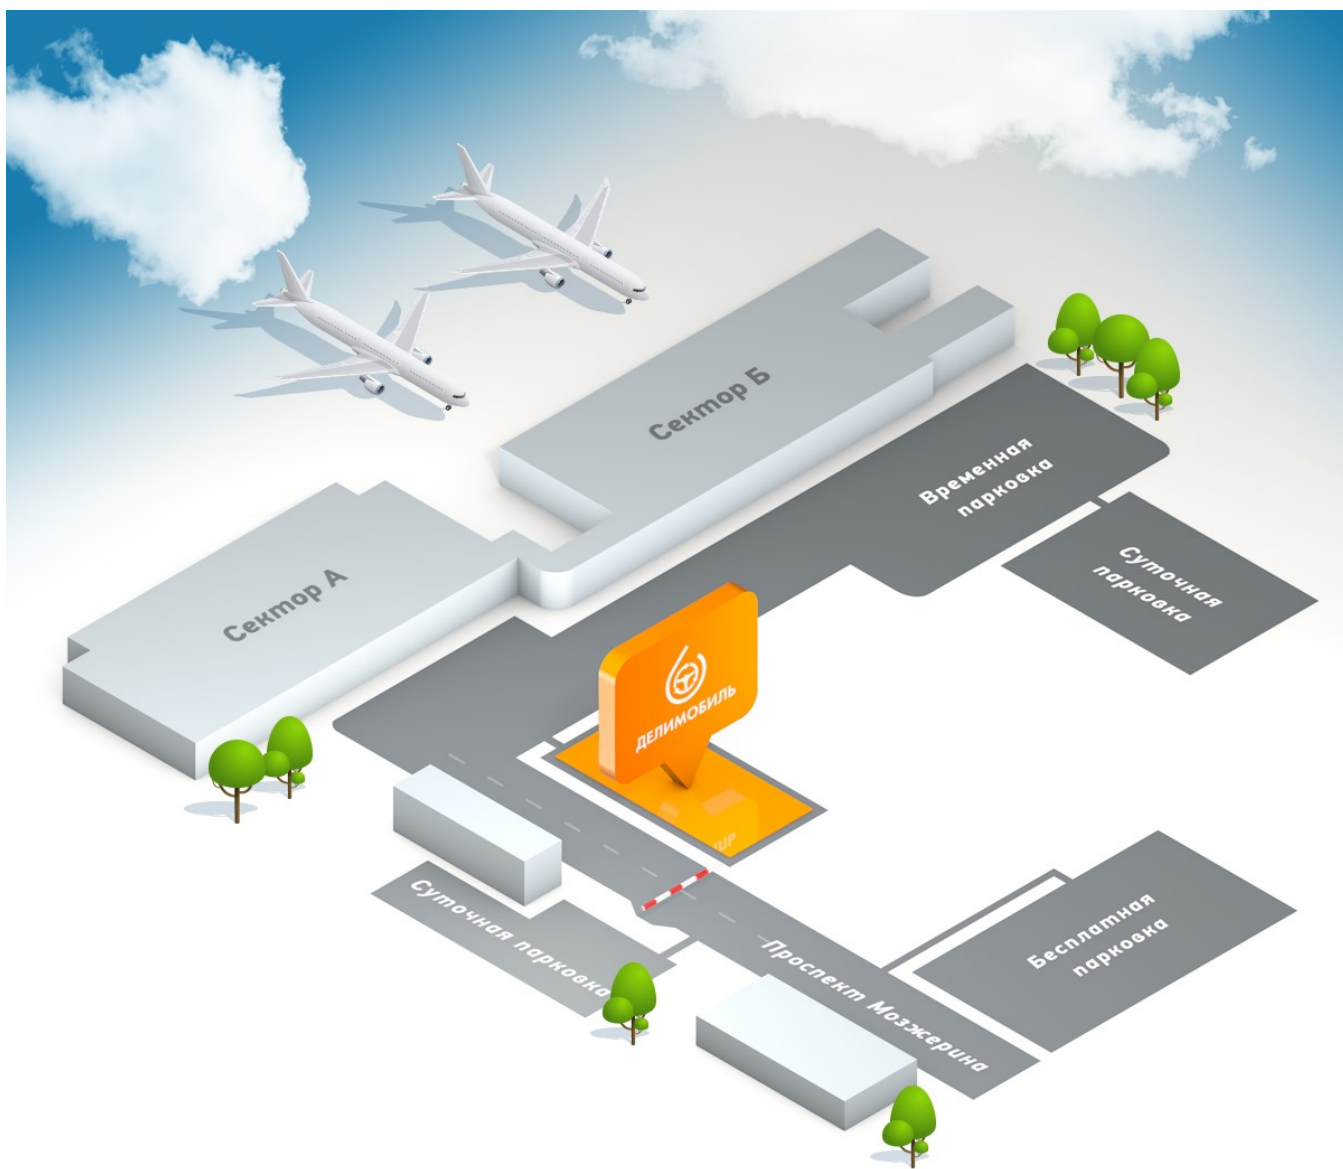 Сектор Б
Временная
парковка
Суточная
парковка
Сектор А
ДЕЛИМОБИЛЬ
Суточная парковка
Бесплатная
парковка
Проспект Мозжерина